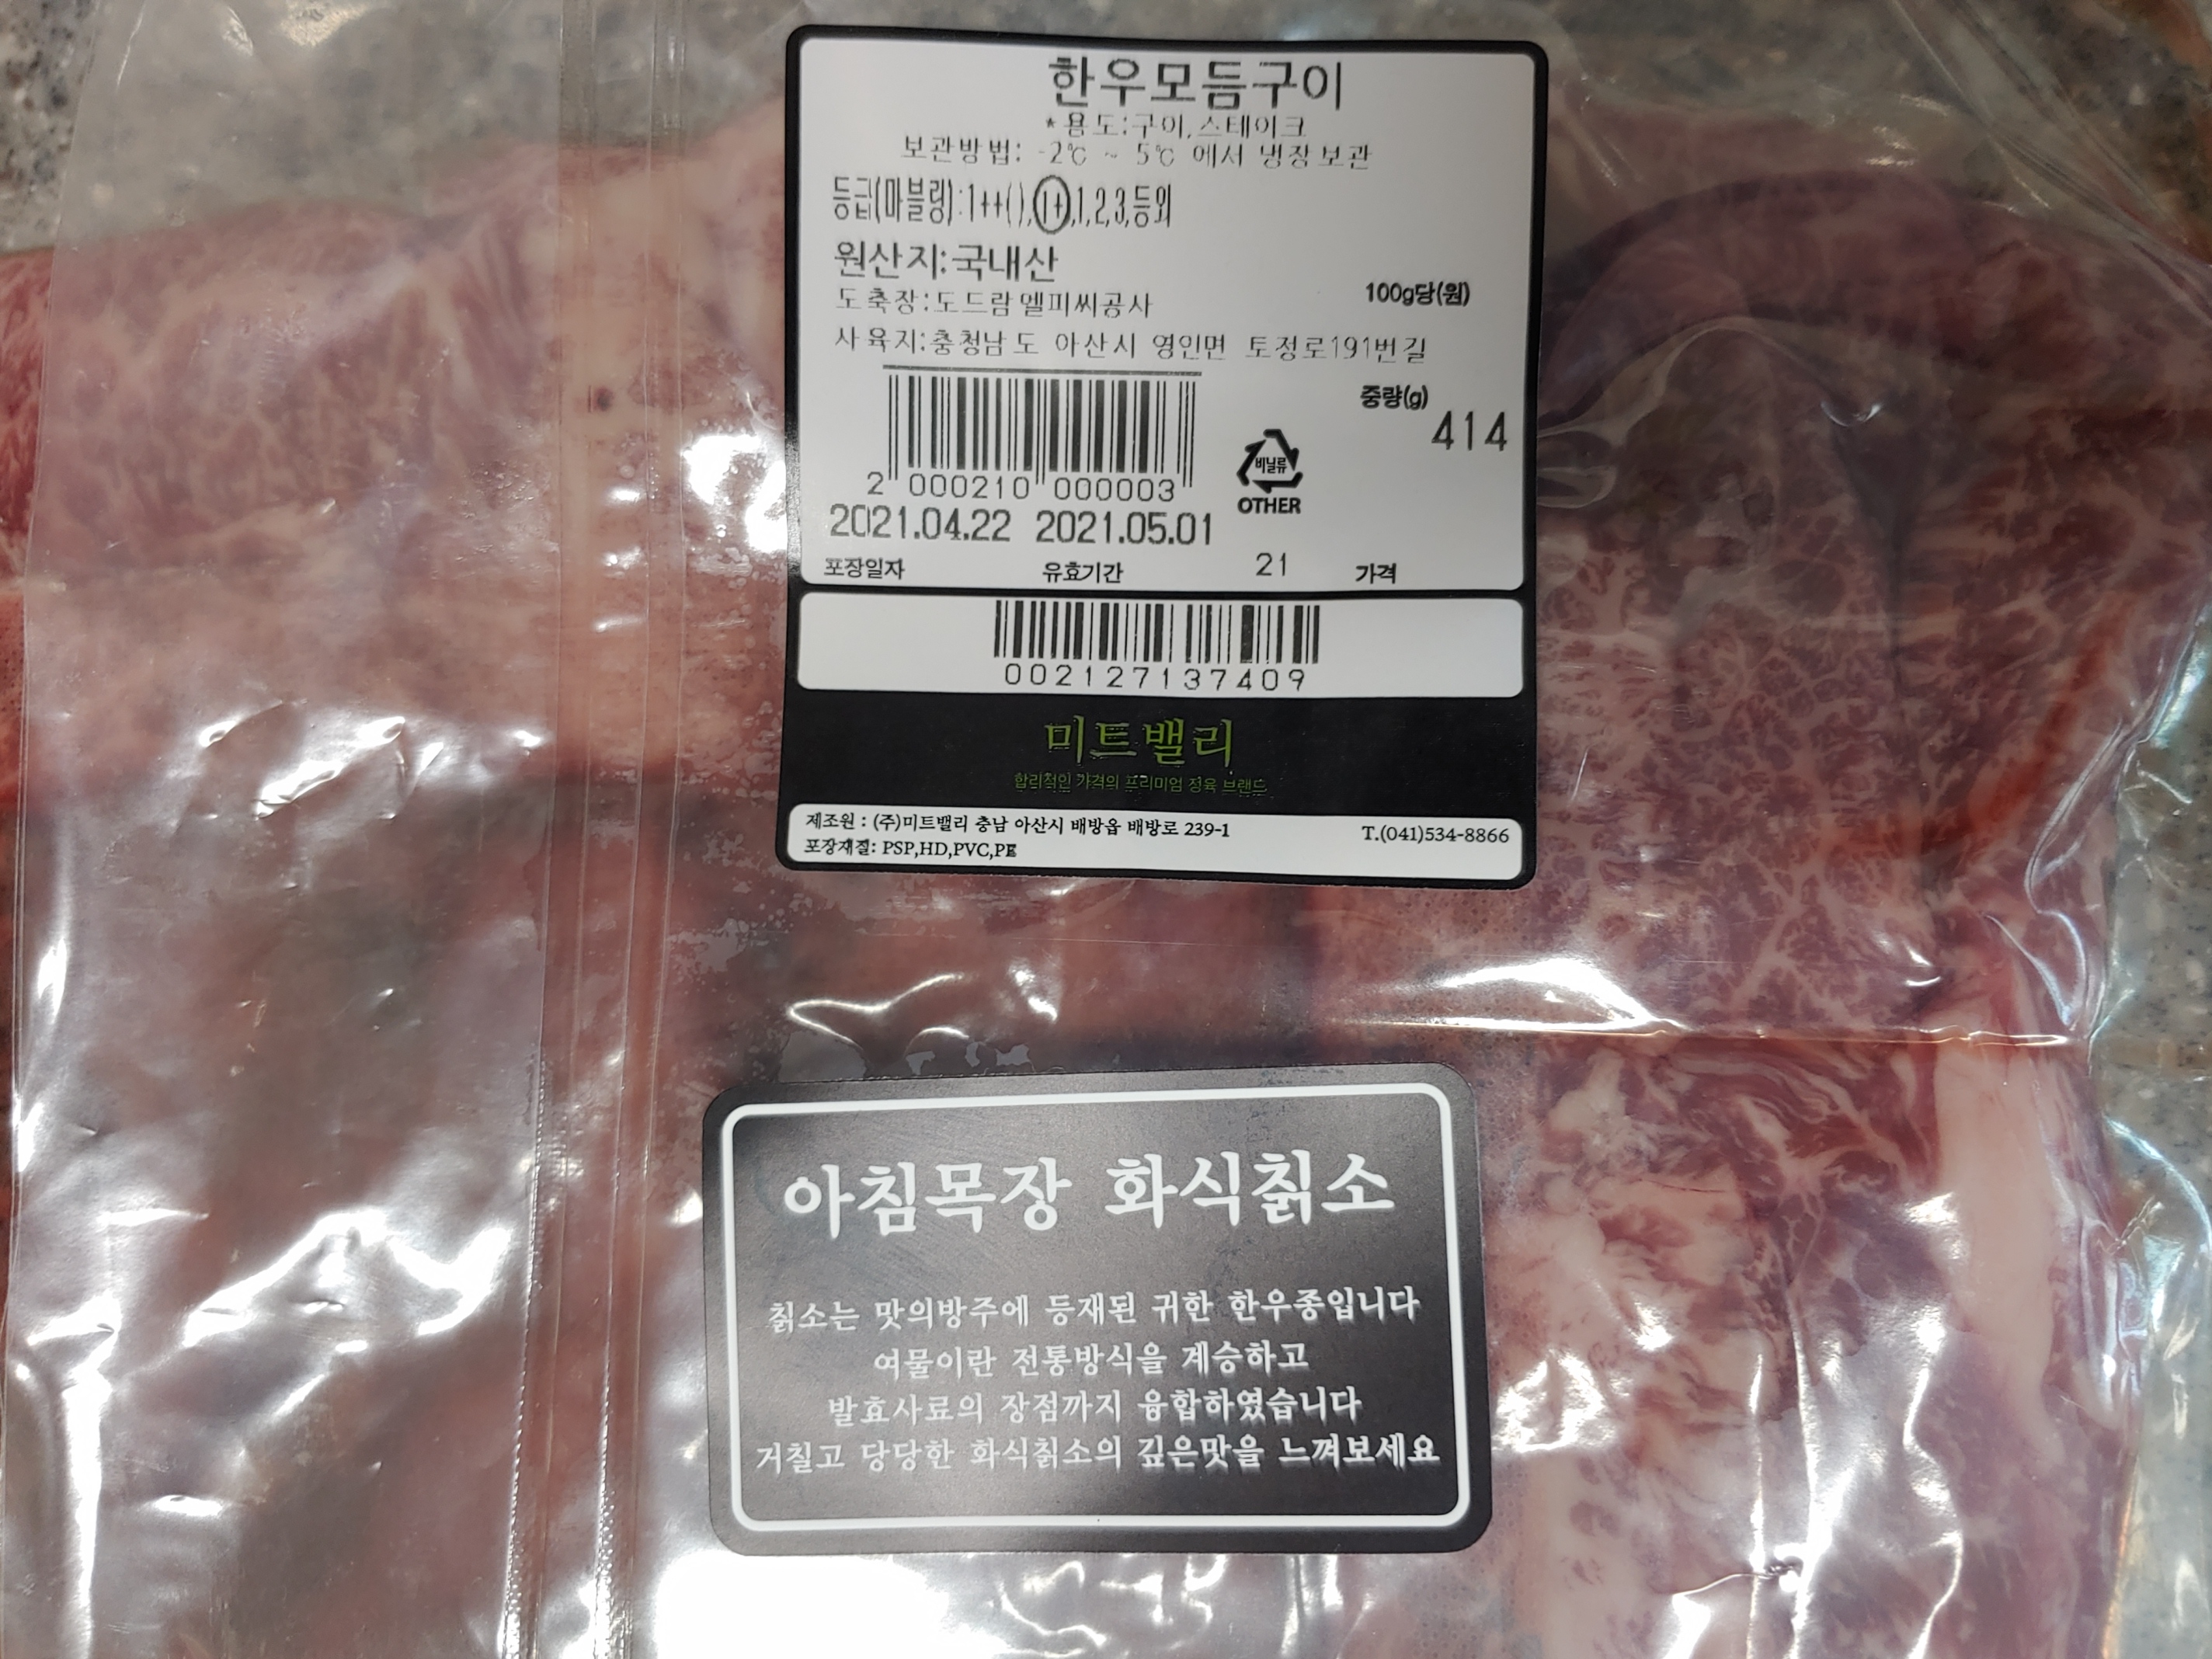 한우모듬구이
*용도:구이,스테이크
보관방법: -2℃ ~ 5℃ 에서 냉장보관
등급(마블링):1++(),1+,1,2,3,등외
원산지:국내산
100g당(원)
도축장:도드람엘피씨공사
사육지:충청남도 아산시 영인면 토정로191번길
중량(g)
414
비닐류
OTHER
2 000210 000003
2021.04.22 2021.05.01
포장일자 유효기간 21 가격
002127137409
미트밸리
합리적인 가격의 프리미엄 정육 브랜드
제조원 : (주)미트밸리 충남 아산시 배방읍 배방로 239-1 T.(041)534-8866
포장재질: PSP,HD,PVC,PE
아침목장 화식칡소
칡소는 맛의방주에 등재된 귀한 한우종입니다
여물이란 전통방식을 계승하고
발효사료의 장점까지 융합하였습니다
거칠고 당당한 화식칡소의 깊은맛을 느껴보세요